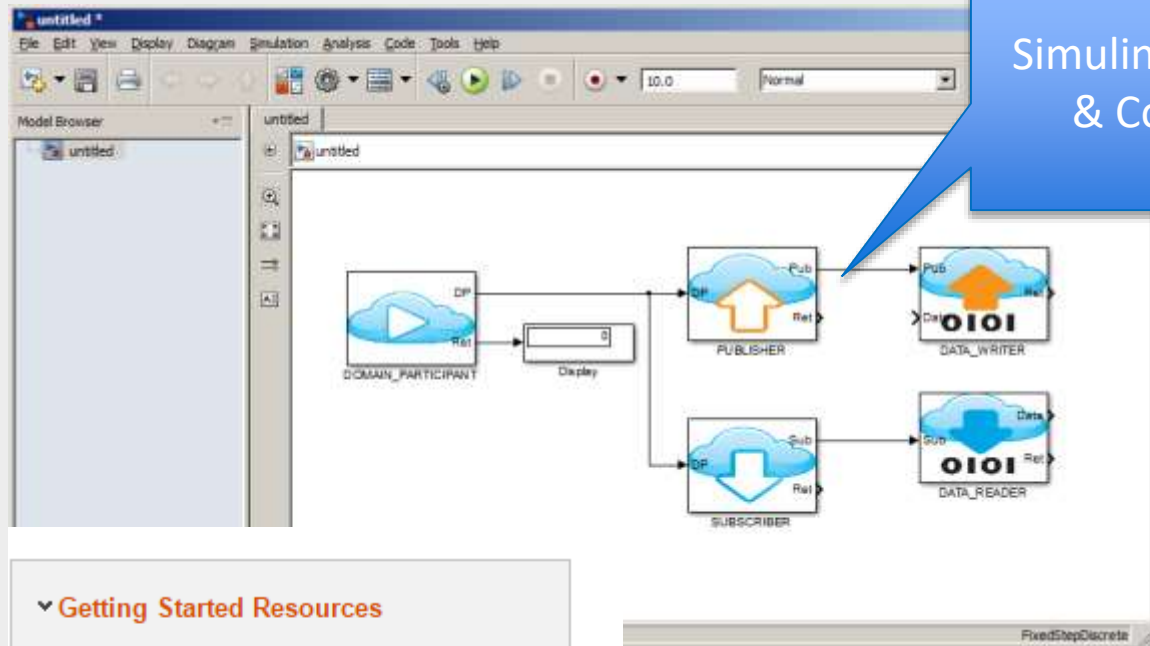 untitled *
File Edit View Display Diagram Simulation Analysis Code Tools Help
10.0
Normal
Model Browser
untitled
untitled
untitled
Simulin
& Co
DP
Ret
DOMAIN_PARTICIPANT
0
Display
DP
Pub
Ret
PUBLISHER
Pub
Data
Ret
OIOI
DATA_WRITER
DP
Sub
Ret
SUBSCRIBER
Sub
Data
Ret
OIOI
DATA_READER
Getting Started Resources
FixedStepDiscrete